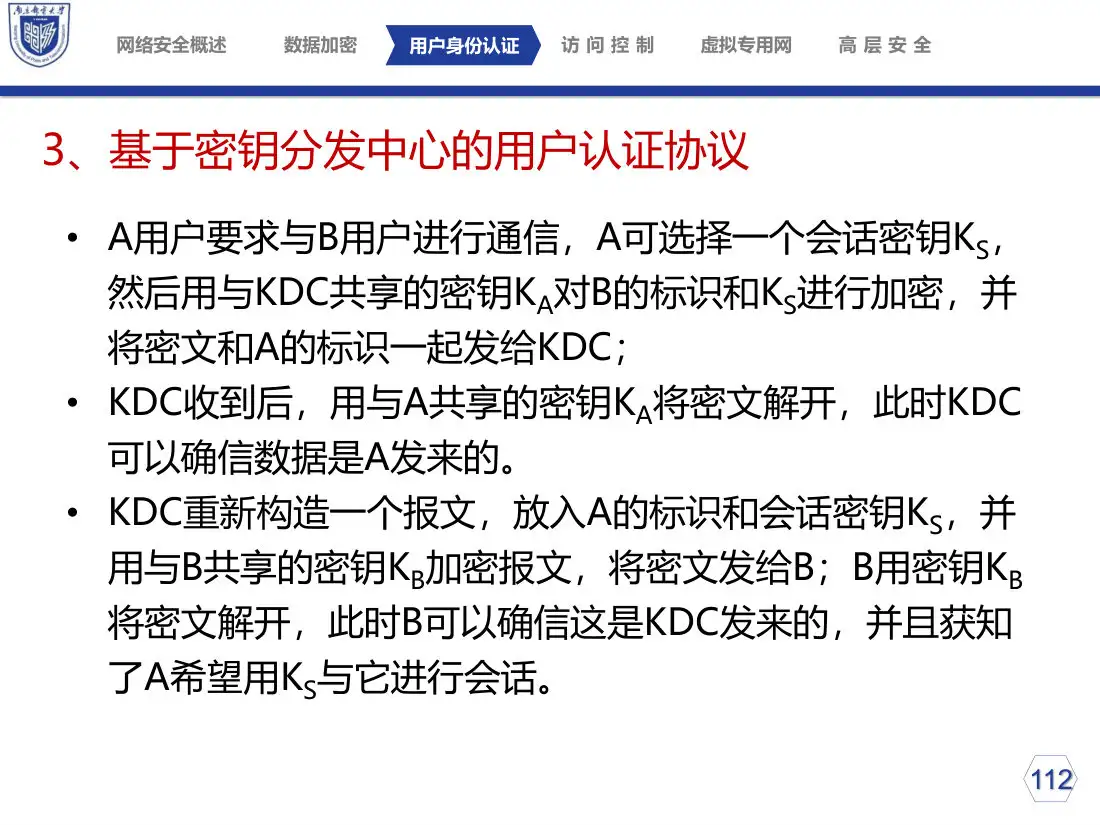 南京邮电大学
网络安全概述
数据加密
用户身份认证
访问控制
虚拟专用网
高层安全
3、基于密钥分发中心的用户认证协议
• A用户要求与B用户进行通信，A可选择一个会话密钥KS，
然后用与KDC共享的密钥KA对B的标识和KS进行加密，并
将密文和A的标识一起发给KDC；
• KDC收到后，用与A共享的密钥KA将密文解开，此时KDC
可以确信数据是A发来的。
• KDC重新构造一个报文，放入A的标识和会话密钥KS，并
用与B共享的密钥KB加密报文，将密文发给B；B用密钥KB
将密文解开，此时B可以确信这是KDC发来的，并且获知
了A希望用KS与它进行会话。
112